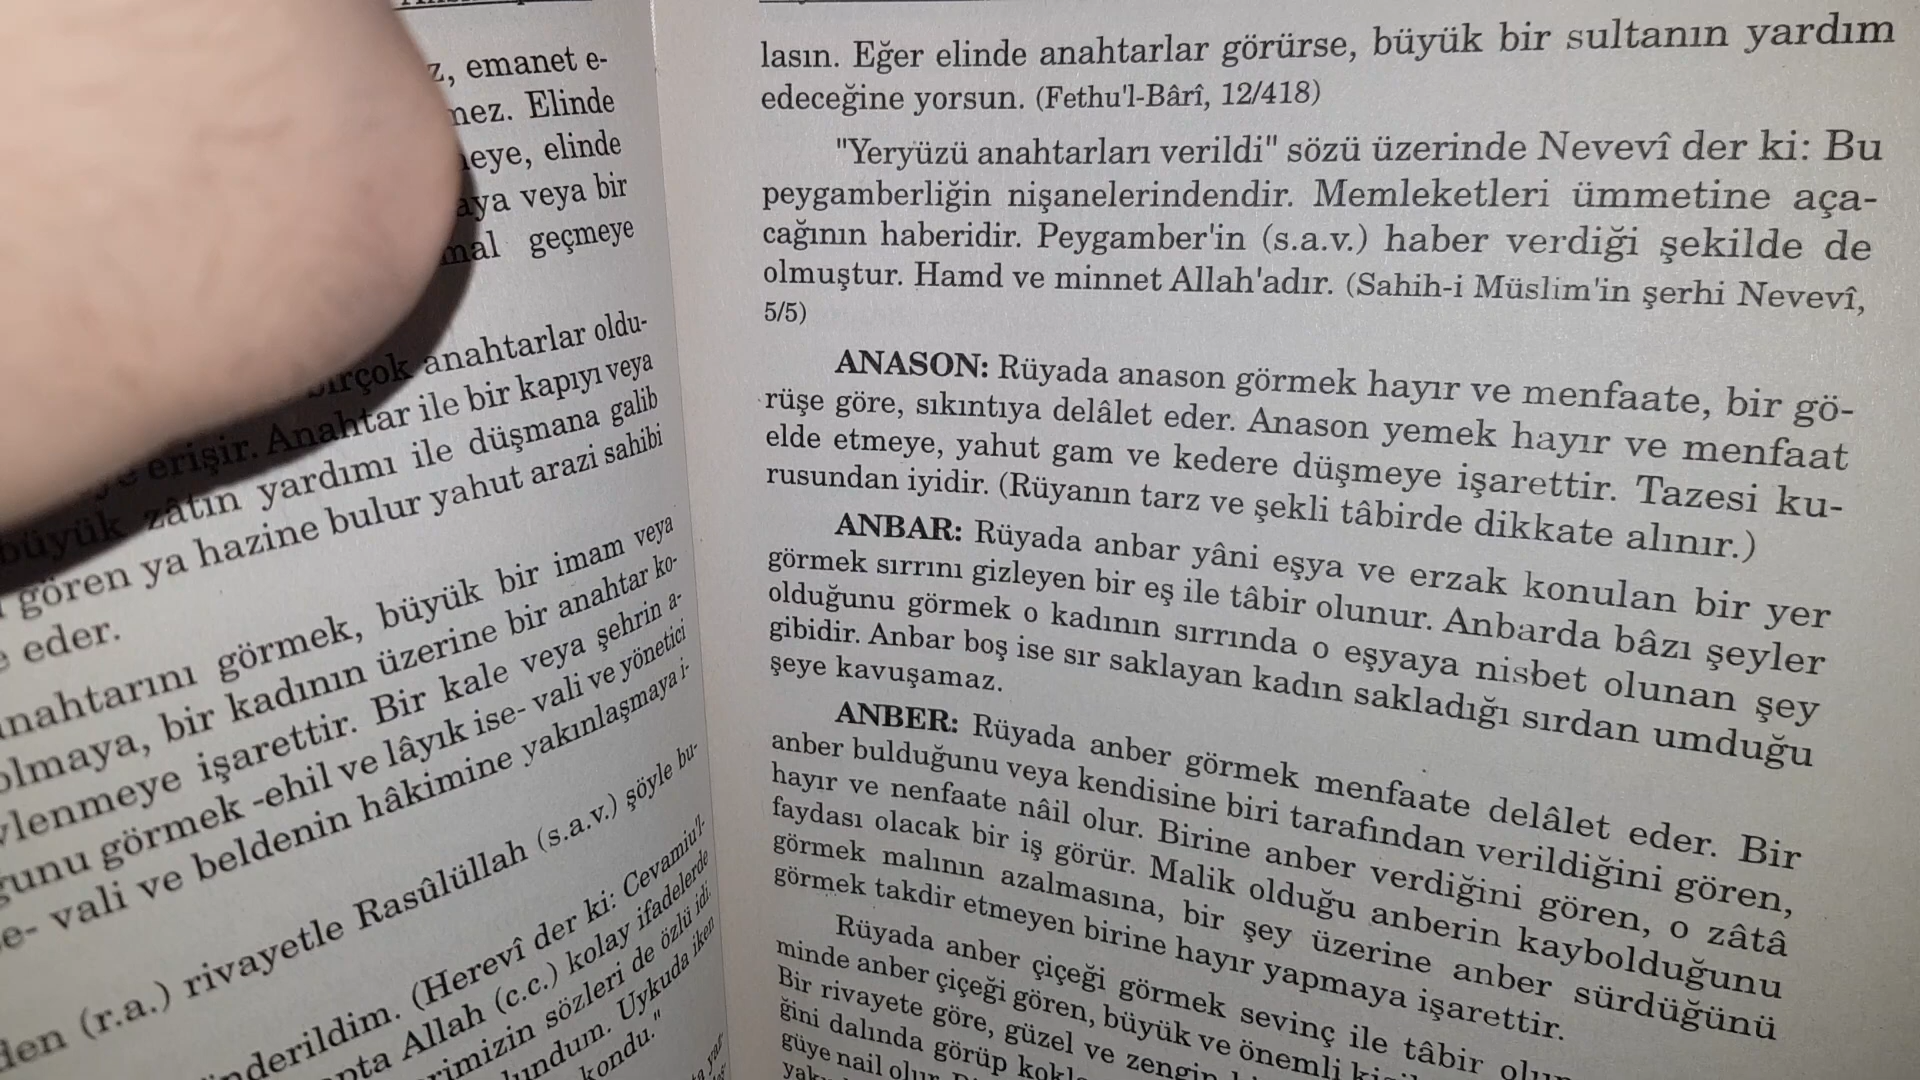 z, emanet e-
mez. Elinde
meye, elinde
aya veya bir
mal geçmeye
birçok anahtarlar oldu-
erişir. Anahtar ile bir kapıyı veya
büyük zâtın yardımı ile düşmana galib
gören ya hazine bulur yahut arazi sahibi
eder.
anahtarını görmek, büyük bir imam veya
olmaya, bir kadının üzerine bir anahtar ko-
ylenmeye işarettir. Bir kale veya şehrin a-
ğunu görmek -ehil ve lâyık ise- vali ve yönetici
se- vali ve beldenin hâkimine yakınlaşmaya i-
den (r.a.) rivayetle Rasûlüllah (s.a.v.) şöyle bu-
nderildim. (Herevî der ki: Cevamiu'l-
pta Allah (c.c.) kolay ifadelerde
rimizin sözleri de özlü idi.
lundum. Uykuda iken
kondu."
lasın. Eğer elinde anahtarlar görürse, büyük bir sultanın yardım
edeceğine yorsun. (Fethu'l-Bârî, 12/418)
"Yeryüzü anahtarları verildi" sözü üzerinde Nevevî der ki: Bu
peygamberliğin nişanelerindendir. Memleketleri ümmetine aça-
cağının haberidir. Peygamber'in (s.a.v.) haber verdiği şekilde de
olmuştur. Hamd ve minnet Allah'adır. (Sahih-i Müslim'in şerhi Nevevî,
5/5)
ANASON: Rüyada anason görmek hayır ve menfaate, bir gö-
rüşe göre, sıkıntıya delâlet eder. Anason yemek hayır ve menfaat
elde etmeye, yahut gam ve kedere düşmeye işarettir. Tazesi ku-
rusundan iyidir. (Rüyanın tarz ve şekli tâbirde dikkate alınır.)
ANBAR: Rüyada anbar yâni eşya ve erzak konulan bir yer
görmek sırrını gizleyen bir eş ile tâbir olunur. Anbarda bâzı şeyler
olduğunu görmek o kadının sırrında o eşyaya nisbet olunan şey
gibidir. Anbar boş ise sır saklayan kadın sakladığı sırdan umduğu
şeye kavuşamaz.
ANBER: Rüyada anber görmek menfaate delâlet eder. Bir
anber bulduğunu veya kendisine biri tarafından verildiğini gören,
hayır ve nenfaate nâil olur. Birine anber verdiğini gören, o zâtâ
faydası olacak bir iş görür. Malik olduğu anberin kaybolduğunu
görmek malının azalmasına, bir şey üzerine anber sürdüğünü
görmek takdir etmeyen birine hayır yapmaya işarettir.
Rüyada anber çiçeği görmek sevinç ile tâbir olun
minde anber çiçeği gören, büyük ve önemli
Bir rivayete göre, güzel ve zengin
ğini dalında görüp
güye nail olur.